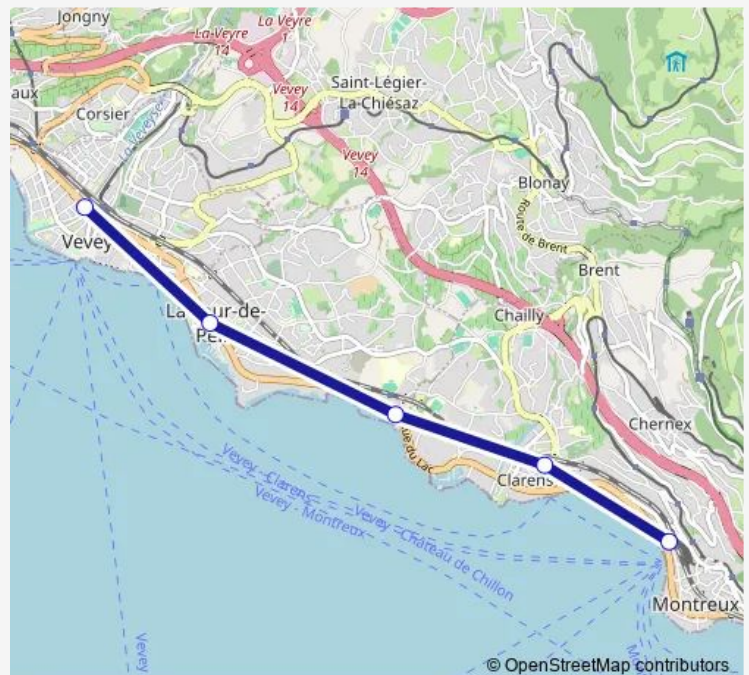 Jongny
La Veyre
14
La Veyre
1
aux
Corsier
La Veveyse
Vevey
14
Saint-Légier-
La-Chiésaz
Vevey
14
Blonay
Route de Brent
Brent
Vevey
La
ur-de-
Chailly
Chernex
Clarens
Montreux
Vevey - Clarens
Vevey - Montreux
Vevey - Château de Chillon
Vevey
© OpenStreetMap contributors